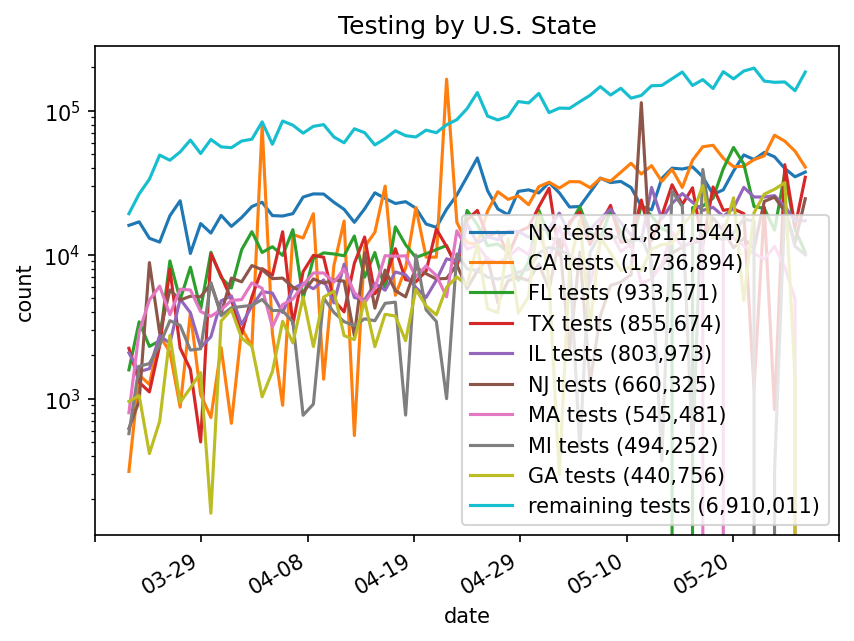 Testing by U.S. State
count
10^5
10^4
10^3
NY tests (1,811,544)
CA tests (1,736,894)
FL tests (933,571)
TX tests (855,674)
IL tests (803,973)
NJ tests (660,325)
MA tests (545,481)
MI tests (494,252)
GA tests (440,756)
remaining tests (6,910,011)
03-29 04-08 04-19 04-29 05-10 05-20
date